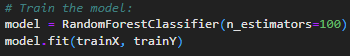 # Train the model:
model = RandomForestClassifier(n_estimators=100)
model.fit(trainX, trainY)